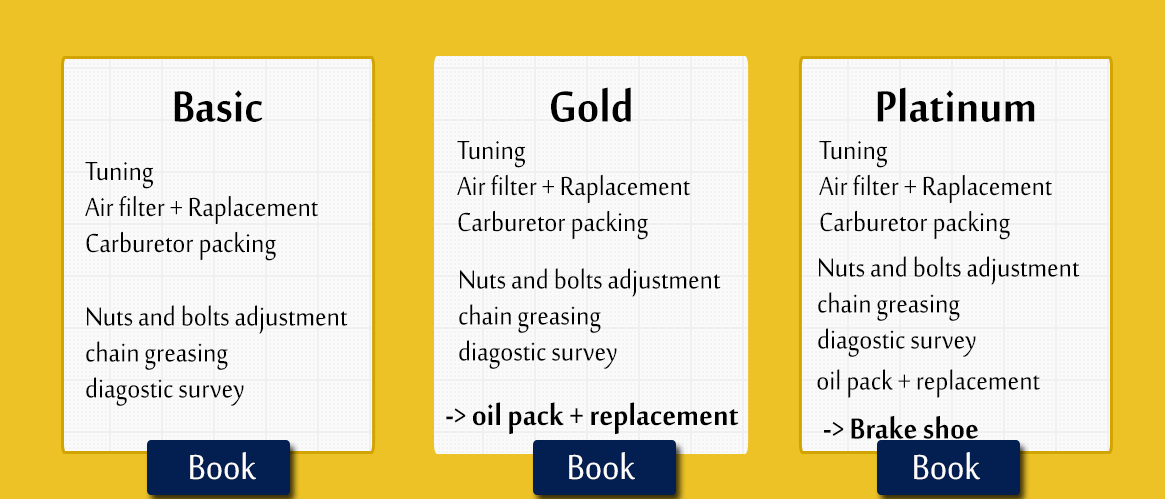 Basic
Tuning
Air filter + Raplacement
Carburetor packing
Nuts and bolts adjustment
chain greasing
diagostic survey
Book
Gold
Tuning
Air filter + Raplacement
Carburetor packing
Nuts and bolts adjustment
chain greasing
diagostic survey
-> oil pack + replacement
Book
Platinum
Tuning
Air filter + Raplacement
Carburetor packing
Nuts and bolts adjustment
chain greasing
diagostic survey
oil pack + replacement
-> Brake shoe
Book